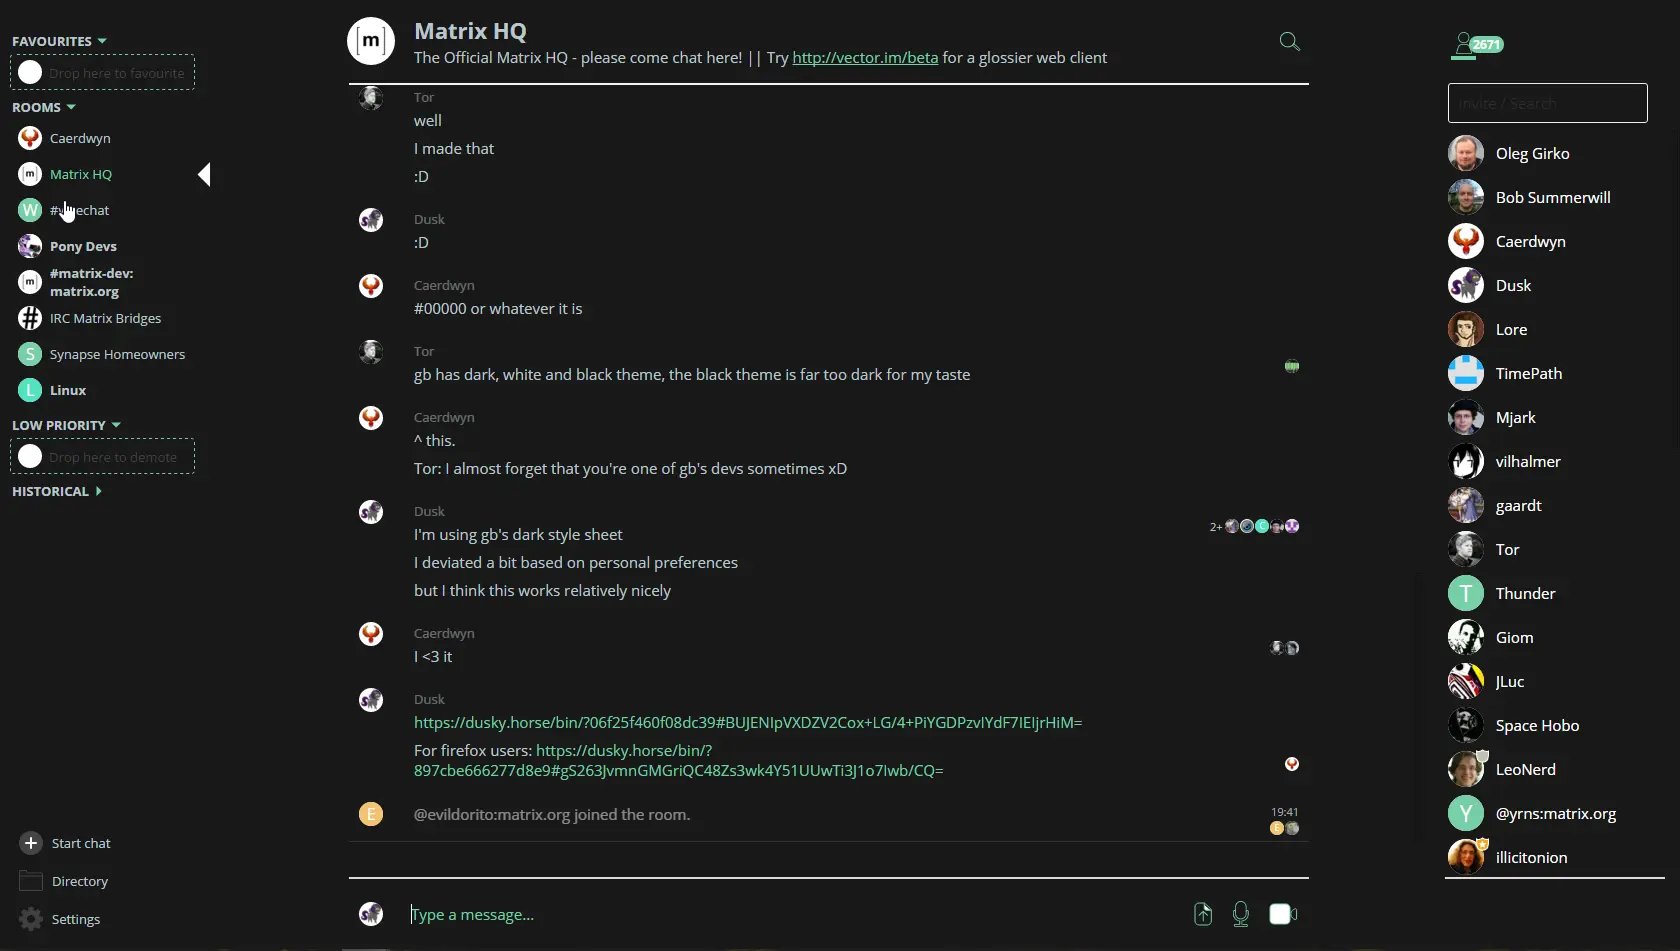 FAVOURITES
Drop here to favourite
ROOMS
Caerdwyn
[m] Matrix HQ
W #
echat
Pony Devs
[m] #matrix-dev:
matrix.org
# IRC Matrix Bridges
S Synapse Homeowners
L Linux
LOW PRIORITY
Drop here to demote
HISTORICAL
+ Start chat
Directory
Settings
[m] Matrix HQ
The Official Matrix HQ - please come chat here! || Try http://vector.im/beta for a glossier web client
Tor
well
I made that
:D
Dusk
:D
Caerdwyn
#00000 or whatever it is
Tor
gb has dark, white and black theme, the black theme is far too dark for my taste
Caerdwyn
^ this.
Tor: I almost forget that you're one of gb's devs sometimes xD
Dusk
I'm using gb's dark style sheet
2+ C
I deviated a bit based on personal preferences
but I think this works relatively nicely
Caerdwyn
I <3 it
Dusk
https://dusky.horse/bin/?06f25f460f08dc39#BUJENIpVXDZV2Cox+LG/4+PiYGDPzvIYdF7IEIjrHiM=
For firefox users: https://dusky.horse/bin/?
897cbe666277d8e9#gS263JvmnGMGriQC48Zs3wk4Y51UUwTi3J1o7Iwb/CQ=
E @evildorito:matrix.org joined the room.
19:41
E
Type a message...
2671
Invite / Search
Oleg Girko
Bob Summerwill
Caerdwyn
Dusk
Lore
TimePath
Mjark
vilhalmer
gaardt
Tor
T Thunder
Giom
JLuc
Space Hobo
LeoNerd
Y @yrns:matrix.org
illicitonion